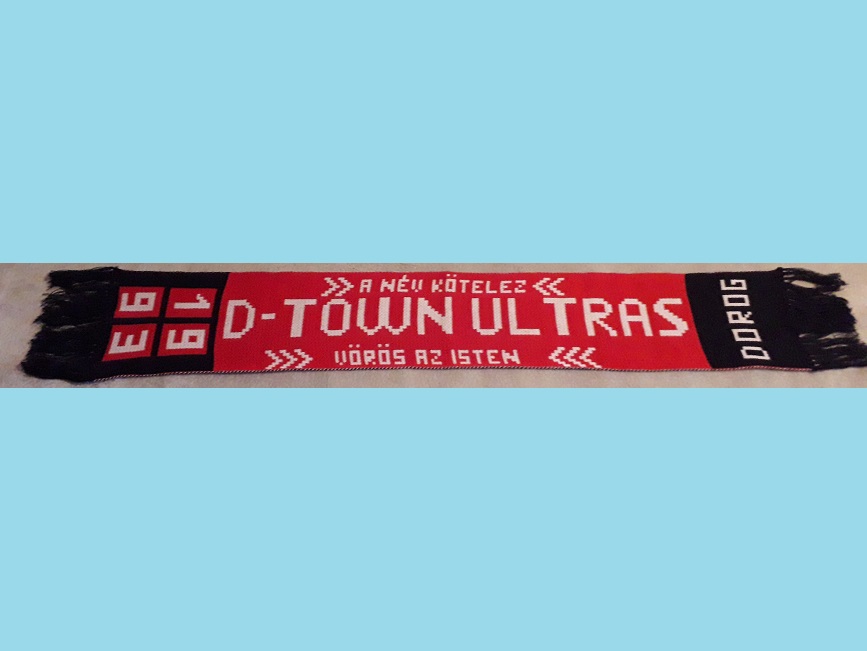 19
93
A NÉV KÖTELEZ
D-TOWN ULTRAS
VÖRÖS AZ ISTEN
DOROG